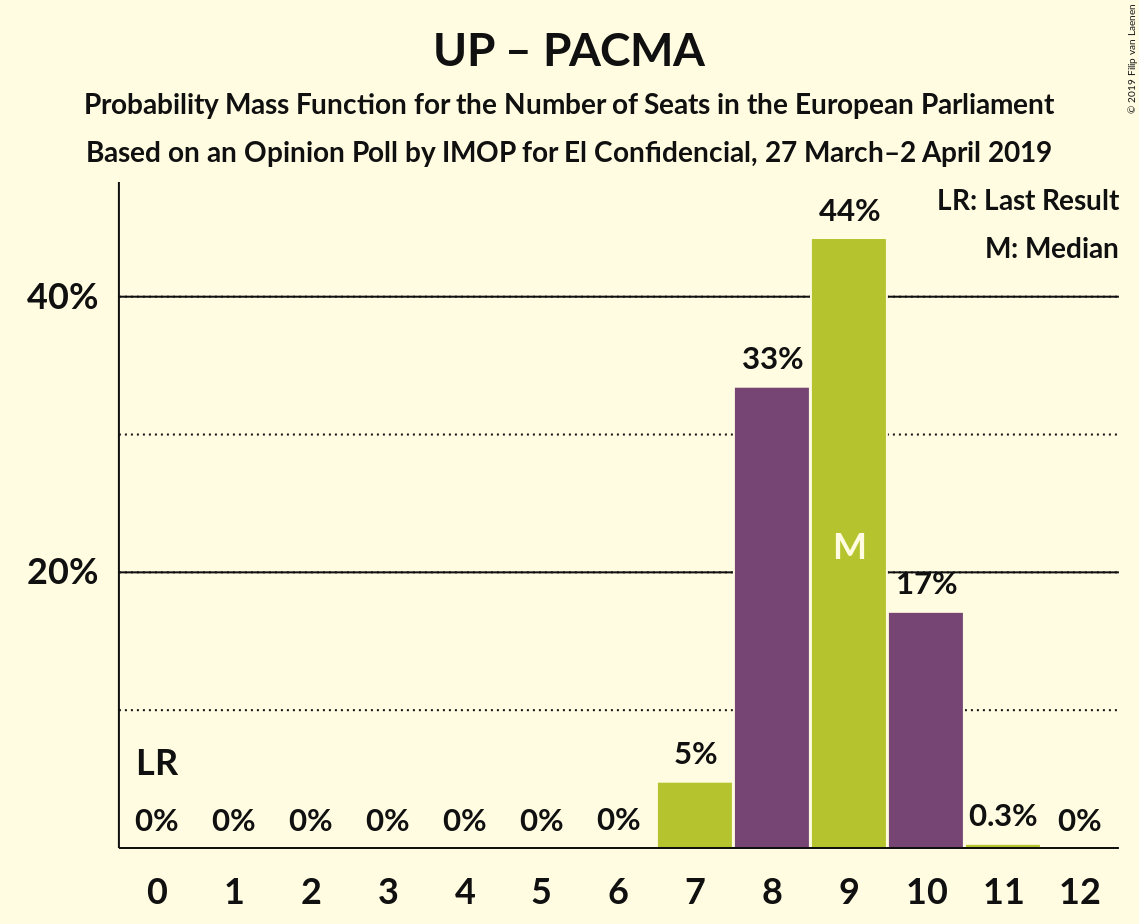 UP – PACMA
Probability Mass Function for the Number of Seats in the European Parliament
Based on an Opinion Poll by IMOP for El Confidencial, 27 March–2 April 2019
© 2019 Filip van Laenen
LR: Last Result
M: Median
44%
40%
33%
M
20%
17%
LR
5%
0% 0% 0% 0% 0% 0% 0% 0.3% 0%
0 1 2 3 4 5 6 7 8 9 10 11 12